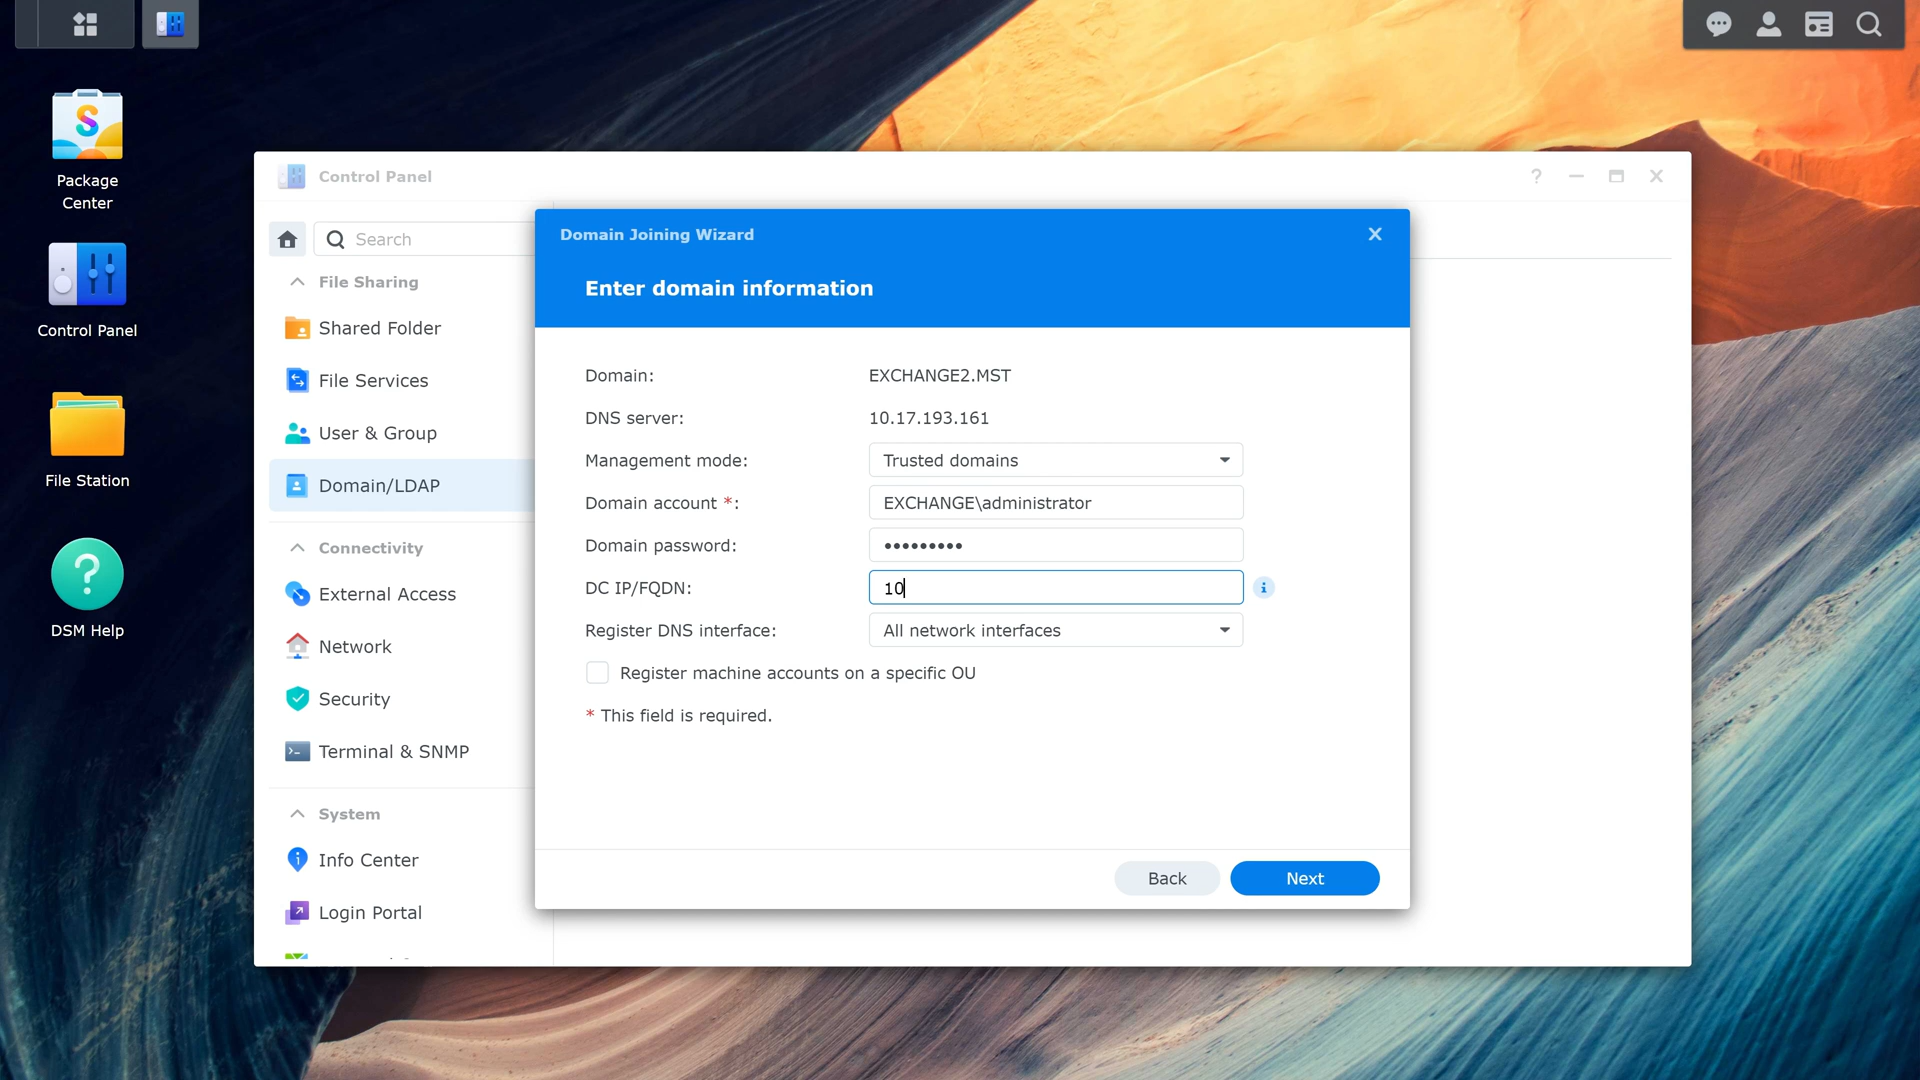 Package
Center
Control Panel
File Station
DSM Help
Control Panel
Search
File Sharing
Shared Folder
File Services
User & Group
Domain/LDAP
Connectivity
External Access
Network
Security
Terminal & SNMP
System
Info Center
Login Portal
Domain Joining Wizard
Enter domain information
Domain: EXCHANGE2.MST
DNS server: 10.17.193.161
Management mode: Trusted domains
Domain account *: EXCHANGE\administrator
Domain password: •••••••••
DC IP/FQDN: 10
Register DNS interface: All network interfaces
Register machine accounts on a specific OU
* This field is required.
Back Next